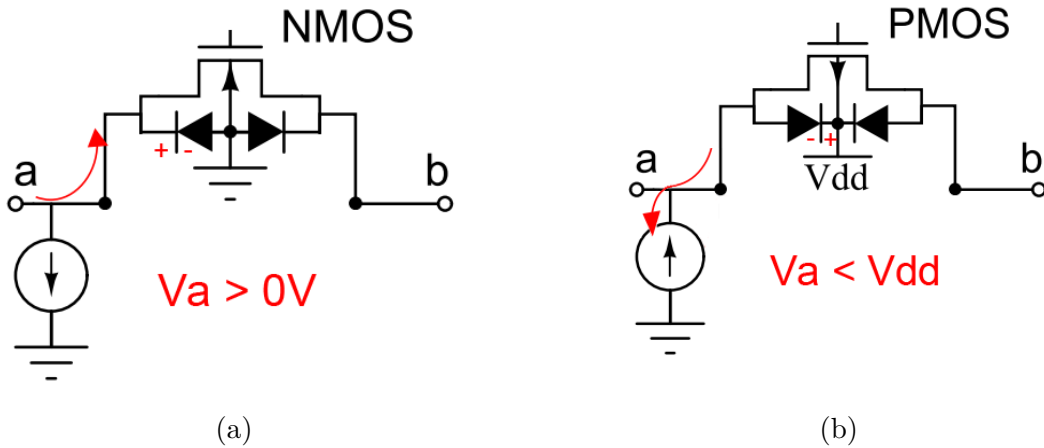 NMOS
+ -
a
b
Va > 0V
(a)
PMOS
- +
a
Vdd
b
Va < Vdd
(b)